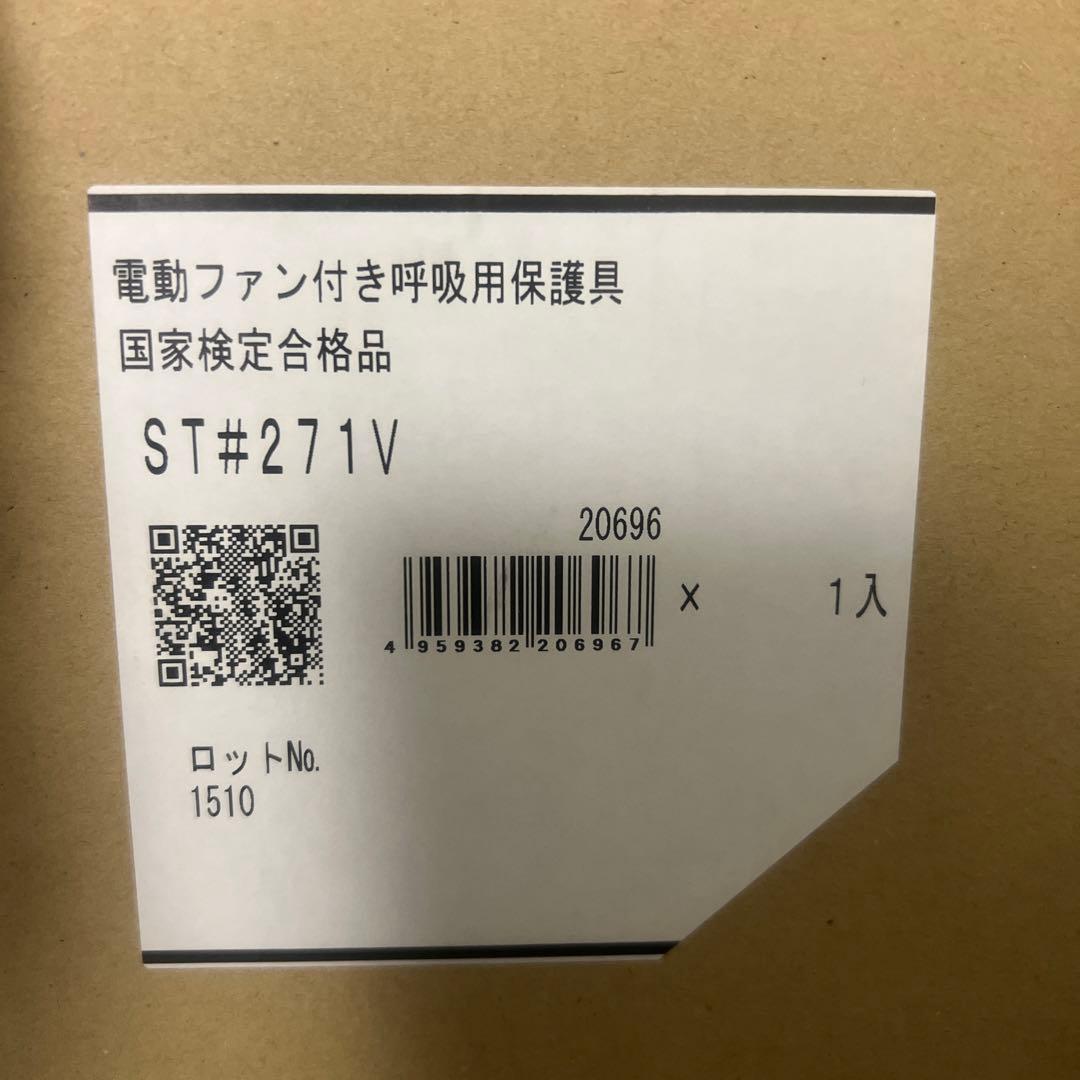 電動ファン付き呼吸用保護具
国家検定合格品
ST#271V
20696
× 1入
4 959382 206967
ロット№.
1510